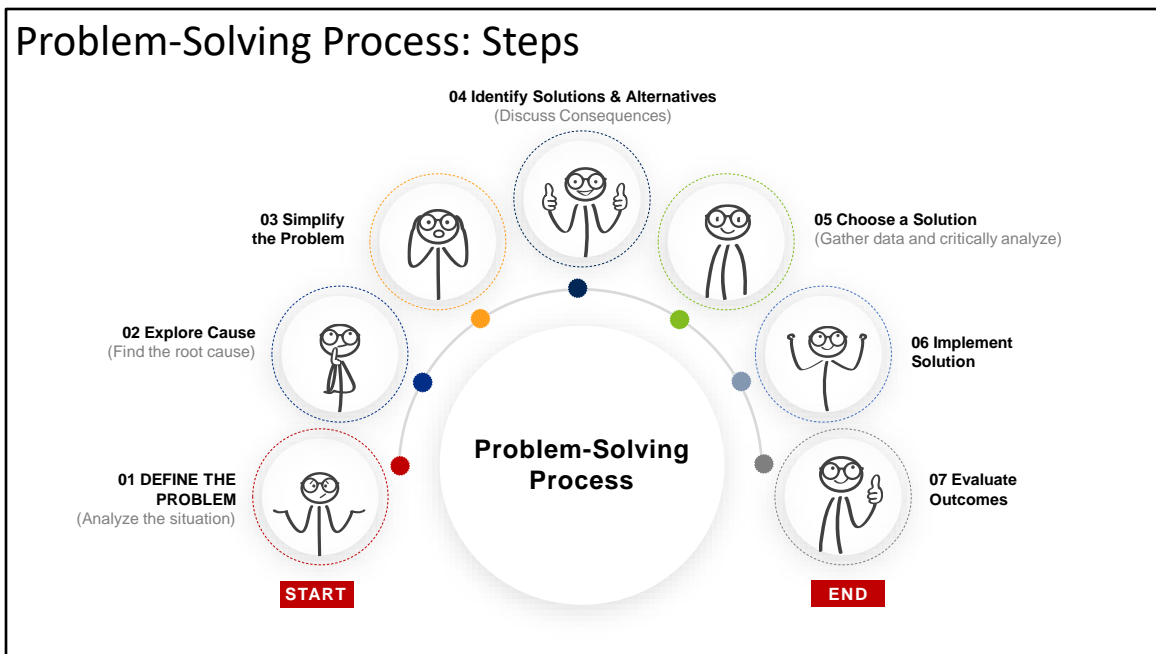 Problem-Solving Process: Steps
04 Identify Solutions & Alternatives
(Discuss Consequences)
03 Simplify
the Problem
05 Choose a Solution
(Gather data and critically analyze)
02 Explore Cause
(Find the root cause)
06 Implement
Solution
Problem-Solving
Process
01 DEFINE THE
PROBLEM
(Analyze the situation)
07 Evaluate
Outcomes
START
END